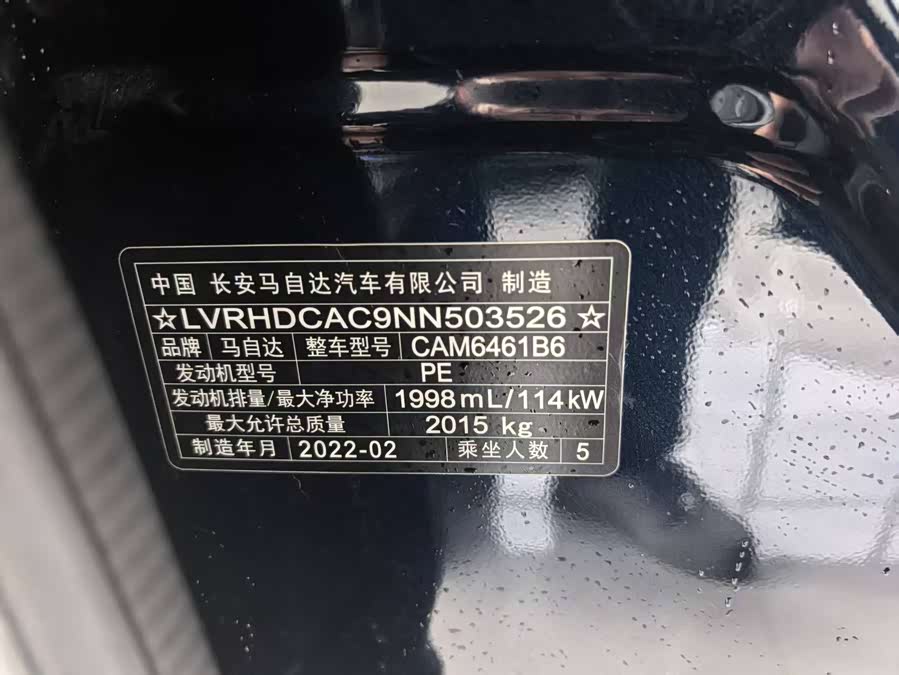 中国 长安马自达汽车有限公司 制造
☆LVRHDCAC9NN503526☆
品牌 马自达 整车型号 CAM6461B6
发动机型号 PE
发动机排量/最大净功率 1998mL/114kW
最大允许总质量 2015 kg
制造年月 2022-02 乘坐人数 5